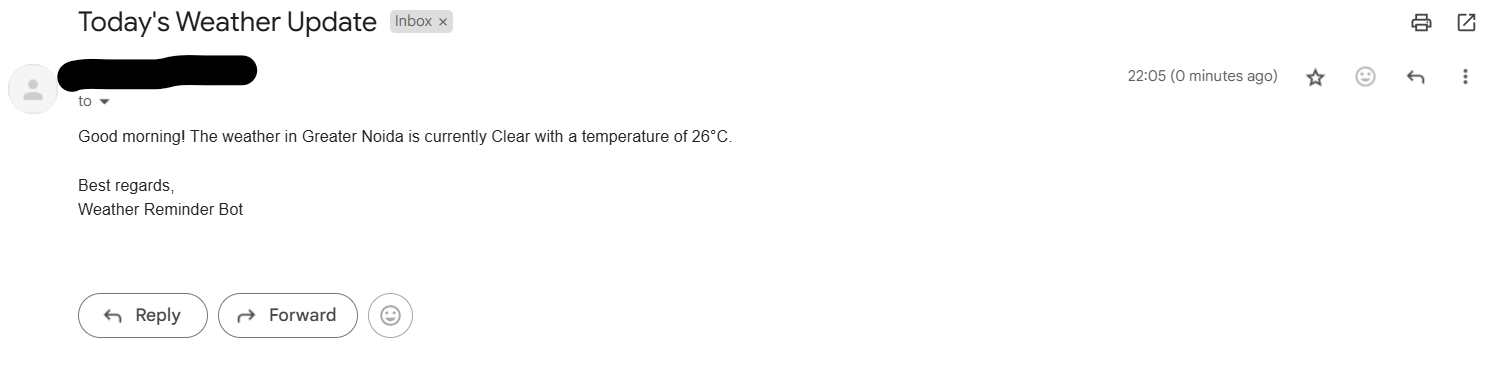 Today's Weather Update Inbox ×
22:05 (0 minutes ago)
to
Good morning! The weather in Greater Noida is currently Clear with a temperature of 26°C.
Best regards,
Weather Reminder Bot
Reply Forward